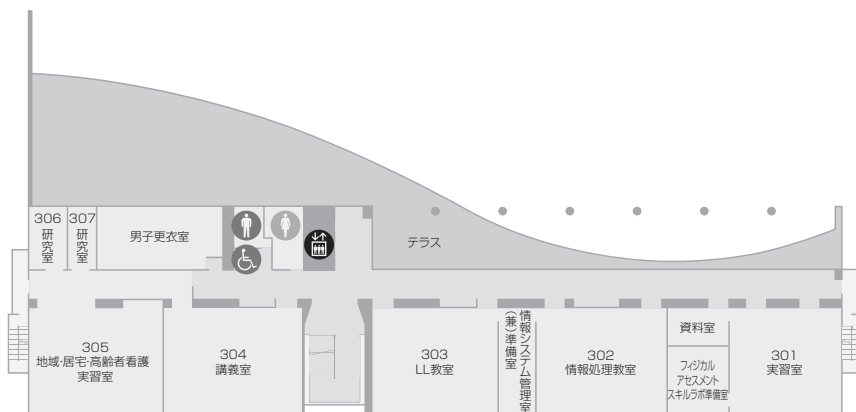 306
研究室
307
研究室
男子更衣室
テラス
305
地域・居宅・高齢者看護
実習室
304
講義室
303
LL教室
情報システム管理室
(兼)準備室
302
情報処理教室
資料室
フィジカル
アセスメント
スキルラボ準備室
301
実習室